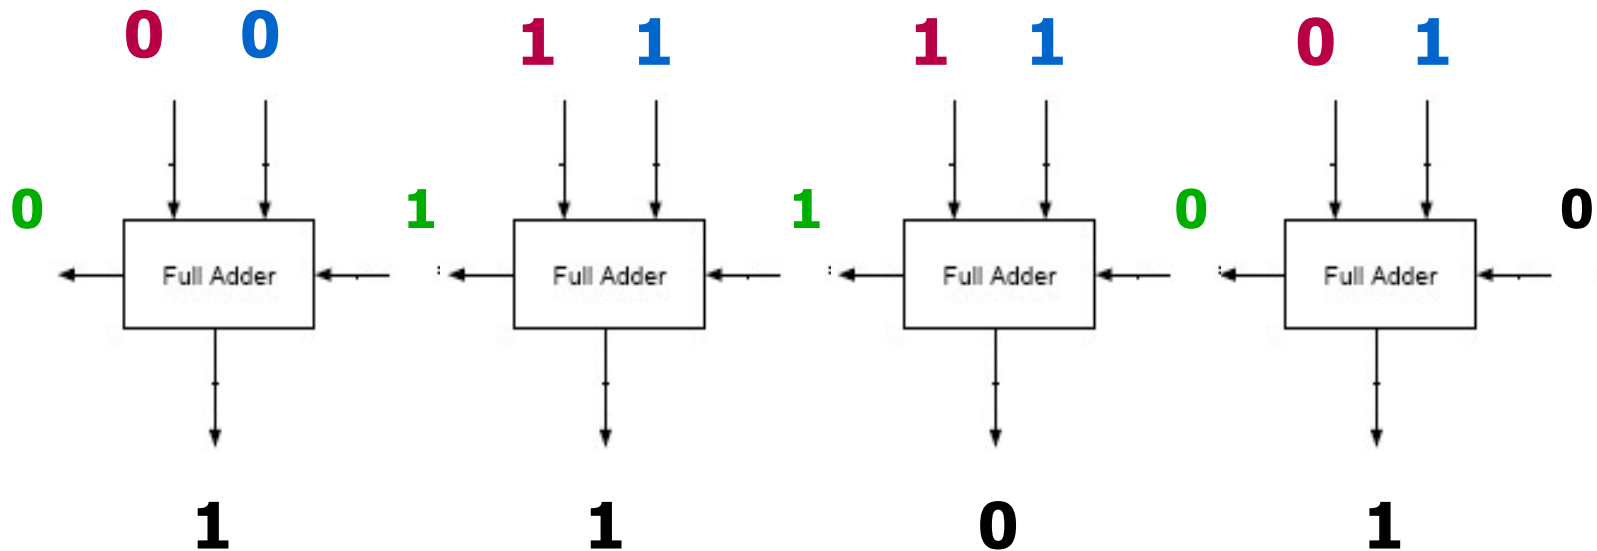 0 0 1 1 1 1 0 1
0 1 1 0 0
Full Adder Full Adder Full Adder Full Adder
1 1 0 1